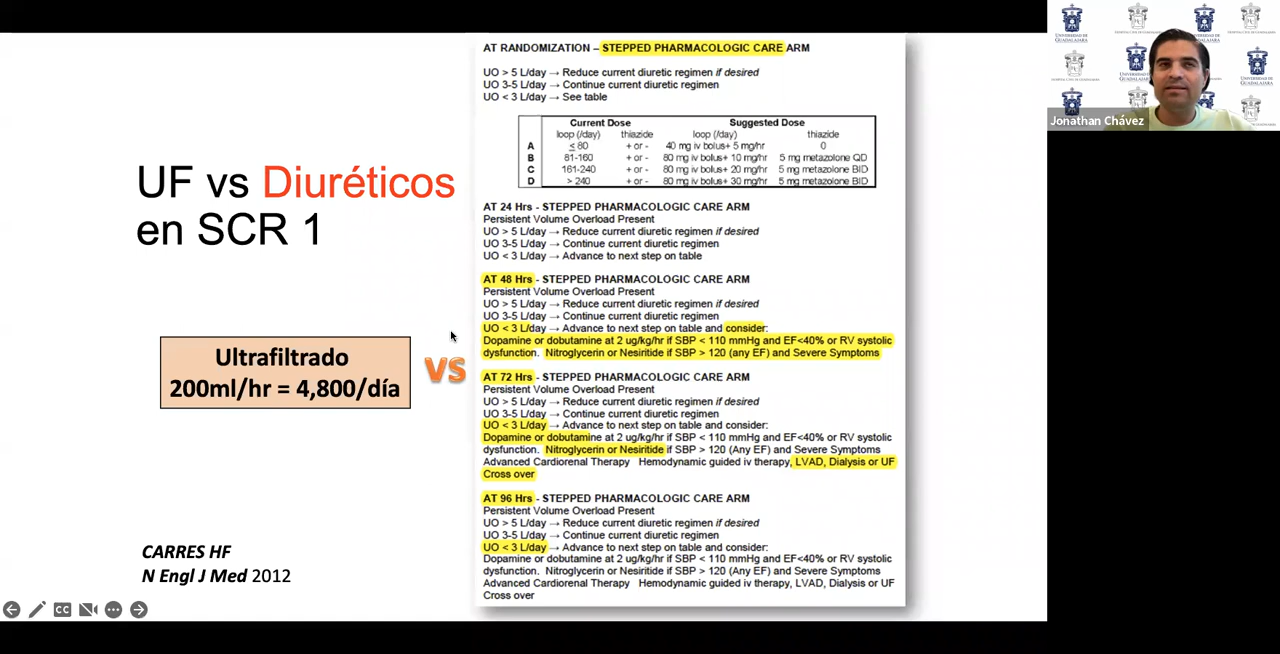 UF vs Diuréticos
en SCR 1
Ultrafiltrado
200ml/hr = 4,800/día
VS
CARRES HF
N Engl J Med 2012
AT RANDOMIZATION – STEPPED PHARMACOLOGIC CARE ARM
UO > 5 L/day → Reduce current diuretic regimen if desired
UO 3-5 L/day → Continue current diuretic regimen
UO < 3 L/day → See table
Current Dose Suggested Dose
loop (/day) thiazide loop (/day) thiazide
A ≤ 80 + or - 40 mg iv bolus+ 5 mg/hr 0
B 81-160 + or - 80 mg iv bolus+ 10 mg/hr 5 mg metazolone QD
C 161-240 + or - 80 mg iv bolus+ 20 mg/hr 5 mg metazolone BID
D > 240 + or - 80 mg iv bolus+ 30 mg/hr 5 mg metazolone BID
AT 24 Hrs - STEPPED PHARMACOLOGIC CARE ARM
Persistent Volume Overload Present
UO > 5 L/day → Reduce current diuretic regimen if desired
UO 3-5 L/day → Continue current diuretic regimen
UO < 3 L/day → Advance to next step on table
AT 48 Hrs - STEPPED PHARMACOLOGIC CARE ARM
Persistent Volume Overload Present
UO > 5 L/day → Reduce current diuretic regimen if desired
UO 3-5 L/day → Continue current diuretic regimen
UO < 3 L/day → Advance to next step on table and consider:
Dopamine or dobutamine at 2 ug/kg/hr if SBP < 110 mmHg and EF<40% or RV systolic
dysfunction. Nitroglycerin or Nesiritide if SBP > 120 (any EF) and Severe Symptoms
AT 72 Hrs - STEPPED PHARMACOLOGIC CARE ARM
Persistent Volume Overload Present
UO > 5 L/day → Reduce current diuretic regimen if desired
UO 3-5 L/day → Continue current diuretic regimen
UO < 3 L/day → Advance to next step on table and consider:
Dopamine or dobutamine at 2 ug/kg/hr if SBP < 110 mmHg and EF<40% or RV systolic
dysfunction. Nitroglycerin or Nesiritide if SBP > 120 (Any EF) and Severe Symptoms
Advanced Cardiorenal Therapy Hemodynamic guided iv therapy, LVAD, Dialysis or UF
Cross over
AT 96 Hrs - STEPPED PHARMACOLOGIC CARE ARM
Persistent Volume Overload Present
UO > 5 L/day → Reduce current diuretic regimen if desired
UO 3-5 L/day → Continue current diuretic regimen
UO < 3 L/day → Advance to next step on table and consider:
Dopamine or dobutamine at 2 ug/kg/hr if SBP < 110 mmHg and EF<40% or RV systolic
dysfunction. Nitroglycerin or Nesiritide if SBP > 120 (Any EF) and Severe Symptoms
Advanced Cardiorenal Therapy Hemodynamic guided iv therapy, LVAD, Dialysis or UF
Cross over
CC
UNIVERSIDAD DE
GUADALAJARA
Jonathan Chávez